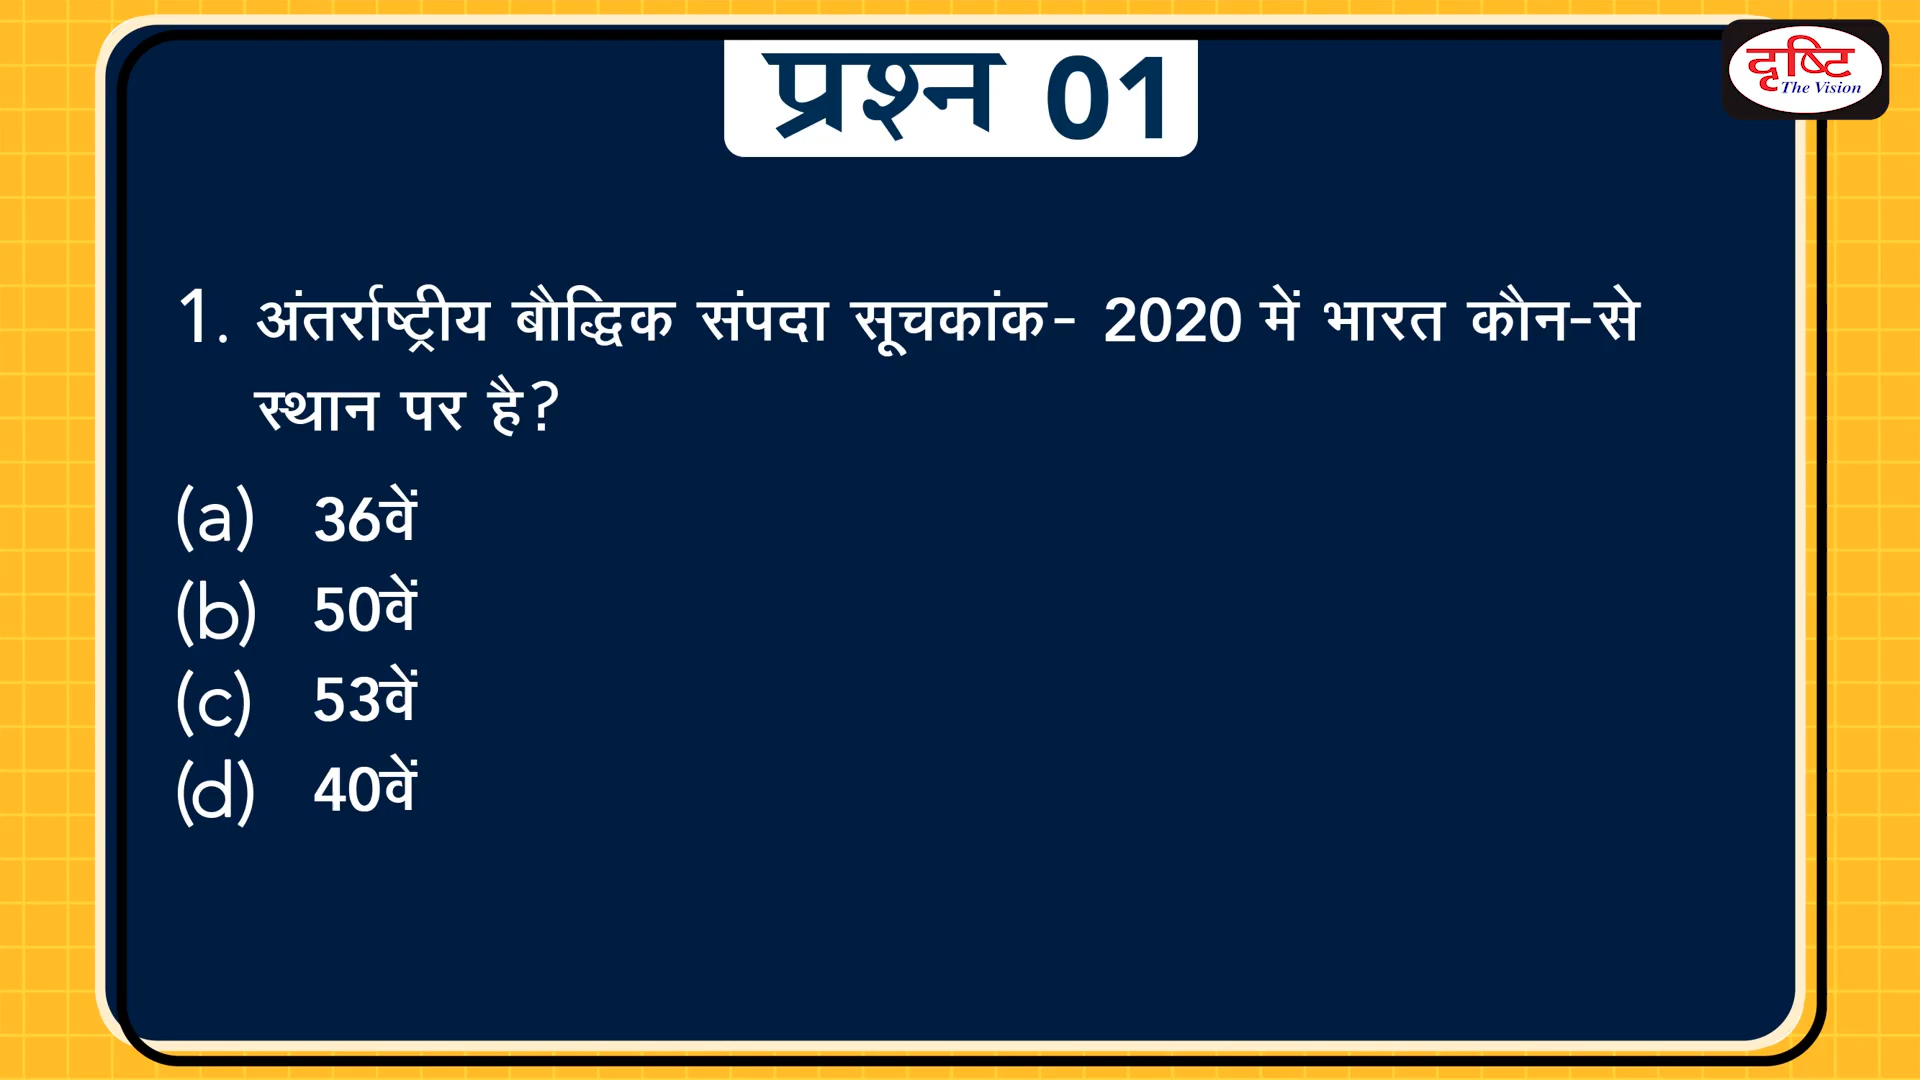 प्रश्न 01
दृष्टि
The Vision
1. अंतर्राष्ट्रीय बौद्धिक संपदा सूचकांक- 2020 में भारत कौन-से
स्थान पर है?
(a) 36वें
(b) 50वें
(c) 53वें
(d) 40वें